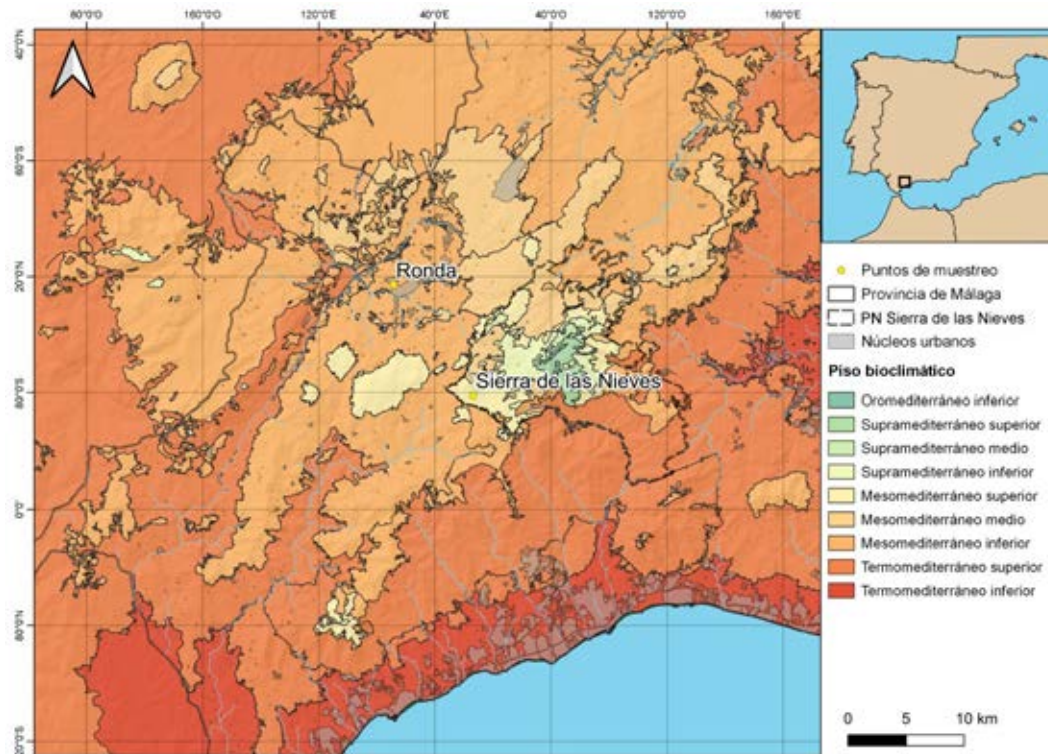 80°0'O 160°0'O 120°0'E 40°0'E 40°0'O 120°0'O 160°0'E
40°0'N
60°0'S
20°0'N
80°0'S
0°0'
80°0'N
20°0'S
Ronda
Sierra de las Nieves
Puntos de muestreo
Provincia de Málaga
PN Sierra de las Nieves
Núcleos urbanos
Piso bioclimático
Oromediterráneo inferior
Supramediterráneo superior
Supramediterráneo medio
Supramediterráneo inferior
Mesomediterráneo superior
Mesomediterráneo medio
Mesomediterráneo inferior
Termomediterráneo superior
Termomediterráneo inferior
0 5 10 km